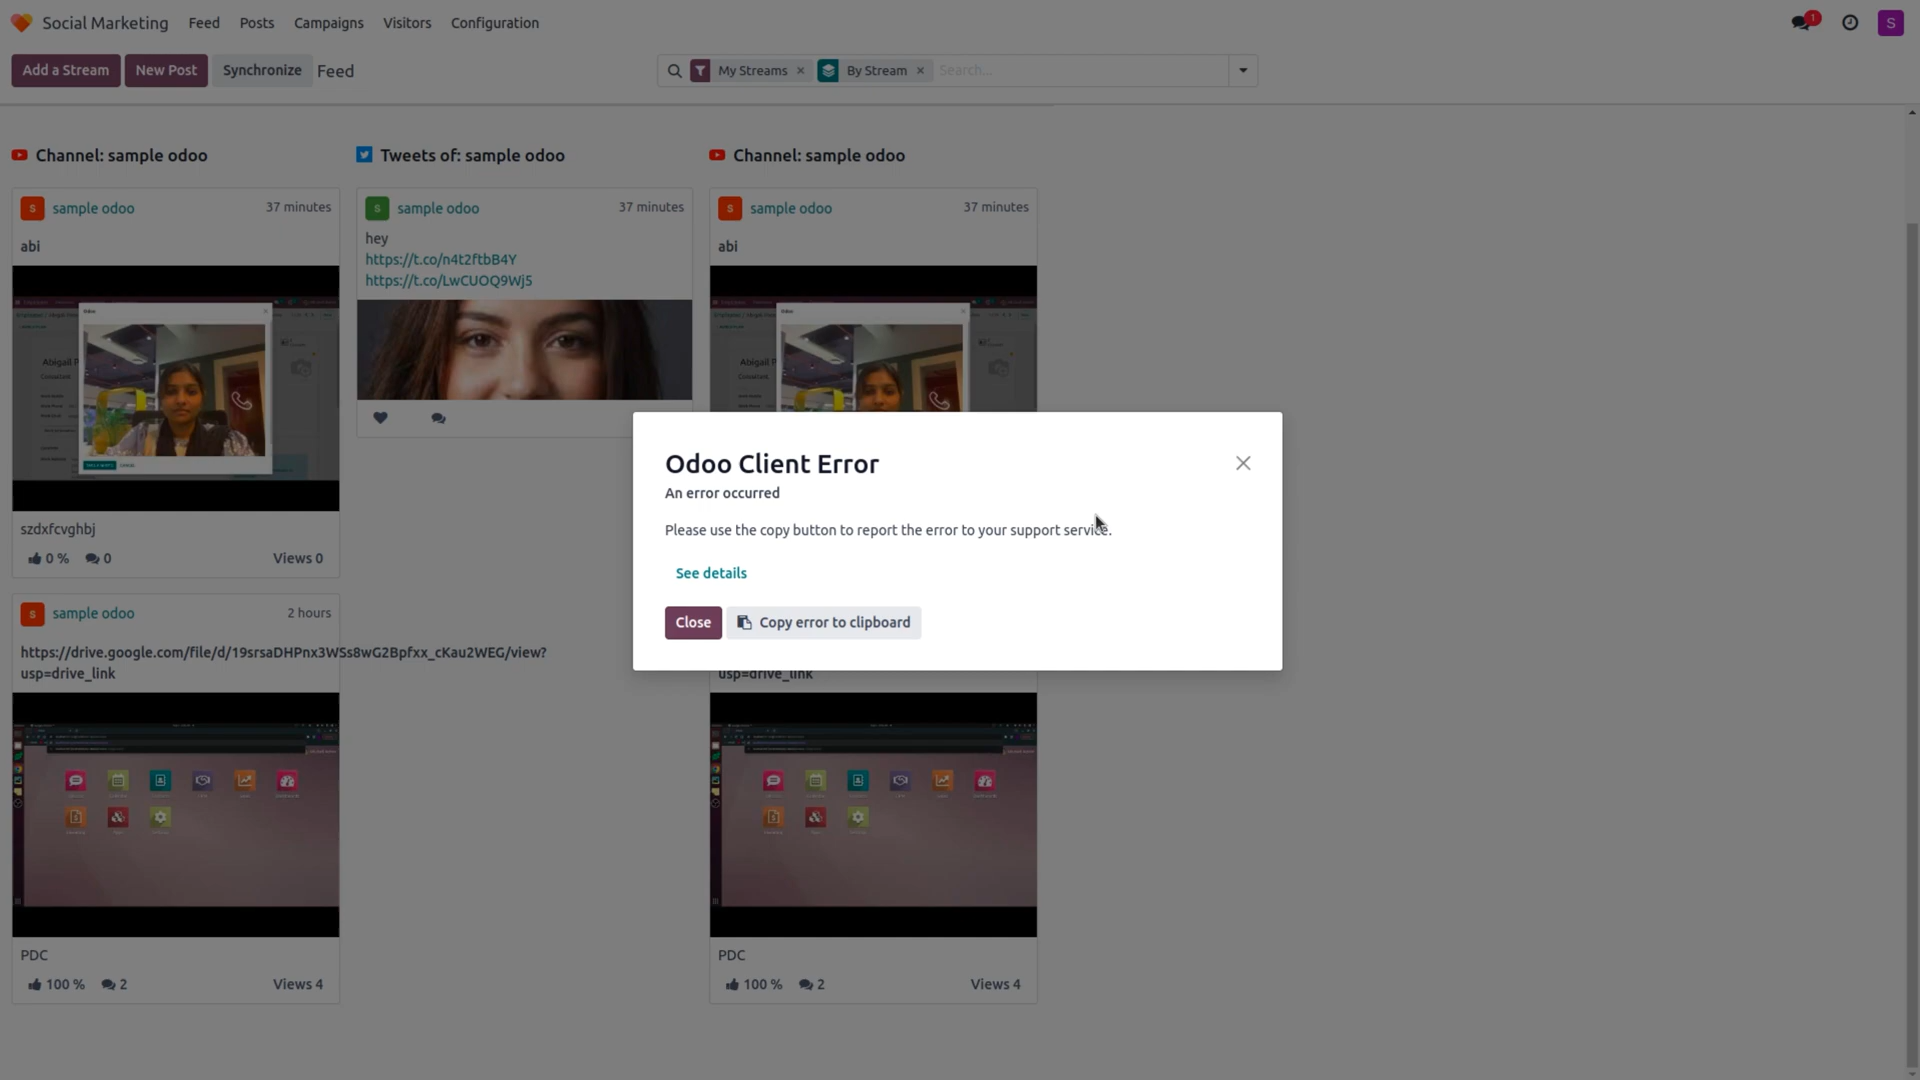 Social Marketing Feed Posts Campaigns Visitors Configuration 1 S
Add a Stream New Post Synchronize Feed My Streams × By Stream × Search...
Channel: sample odoo
S sample odoo 37 minutes
abi
szdxfcvghbj
0 % 0 Views 0
S sample odoo 2 hours
https://drive.google.com/file/d/19srsaDHPnx3WSs8wG2Bpfxx_cKau2WEG/view?
usp=drive_link
PDC
100 % 2 Views 4
Tweets of: sample odoo
S sample odoo 37 minutes
hey
https://t.co/n4t2ftbB4Y
https://t.co/LwCUOQ9Wj5
Channel: sample odoo
S sample odoo 37 minutes
abi
usp=drive_link
PDC
100 % 2 Views 4
Odoo Client Error
An error occurred
Please use the copy button to report the error to your support service.
See details
Close Copy error to clipboard